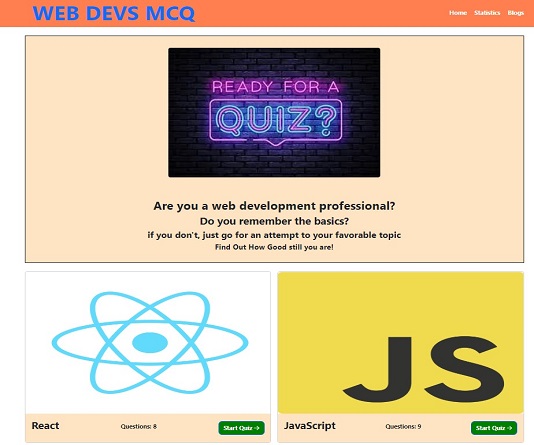 WEB DEVS MCQ
Home Statistics Blogs
READY FOR A
QUIZ?
Are you a web development professional?
Do you remember the basics?
if you don't, just go for an attempt to your favorable topic
Find Out How Good still you are!
JS
React Questions: 8 Start Quiz →
JavaScript Questions: 9 Start Quiz →